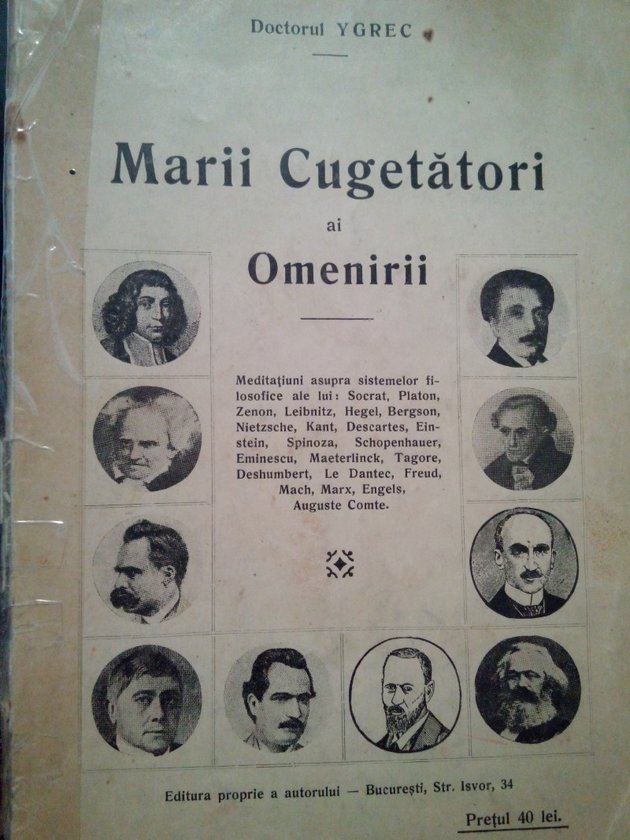 Doctorul YGREC
Marii Cugetători
ai
Omenirii
Meditațiuni asupra sistemelor fi-
losofice ale lui: Socrat, Platon,
Zenon, Leibnitz, Hegel, Bergson,
Nietzsche, Kant, Descartes, Ein-
stein, Spinoza, Schopenhauer,
Eminescu, Maeterlinck, Tagore,
Deshumbert, Le Dantec, Freud,
Mach, Marx, Engels,
Auguste Comte.
Editura proprie a autorului — București, Str. Isvor, 34
Prețul 40 lei.